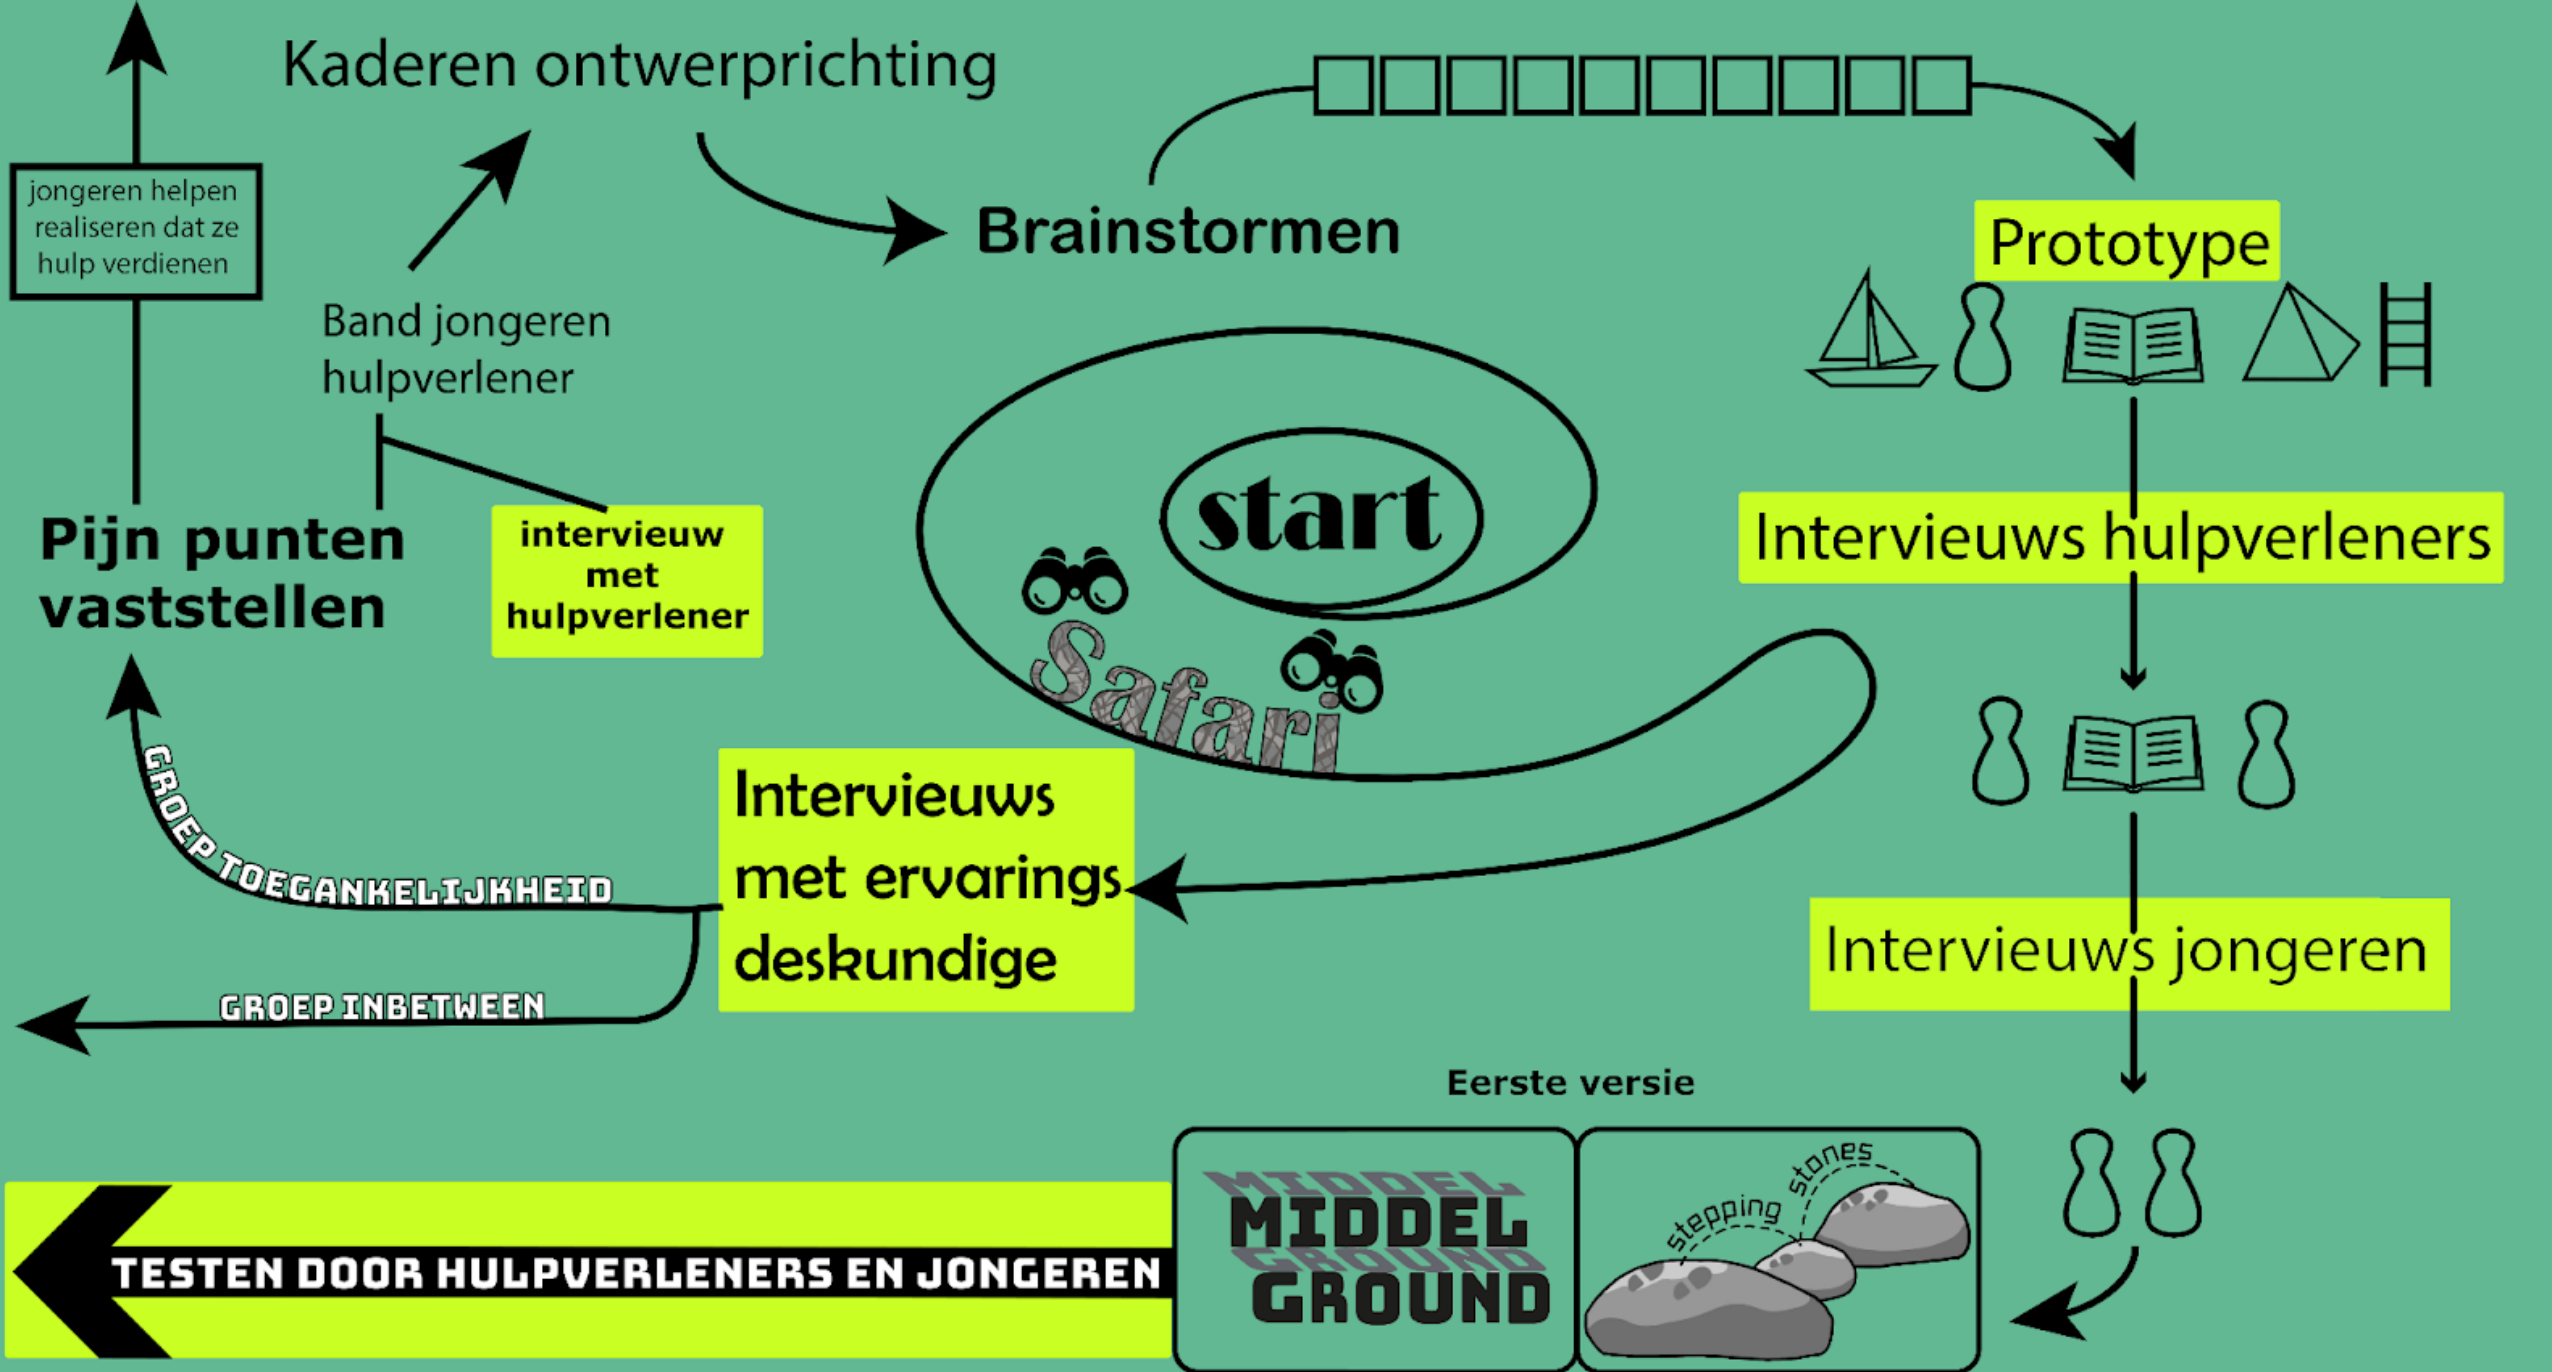 Kaderen ontwerprichting
jongeren helpen
realiseren dat ze
hulp verdienen
Brainstormen
Prototype
Band jongeren
hulpverlener
Pijn punten
vaststellen
intervieuw
met
hulpverlener
start
Safari
Intervieuws hulpverleners
Intervieuws
met ervarings
deskundige
GROEP TOEGANKELIJKHEID
GROEP INBETWEEN
Intervieuws jongeren
Eerste versie
MIDDEL
MIDDEL
GROUND
GROUND
stepping stones
TESTEN DOOR HULPVERLENERS EN JONGEREN